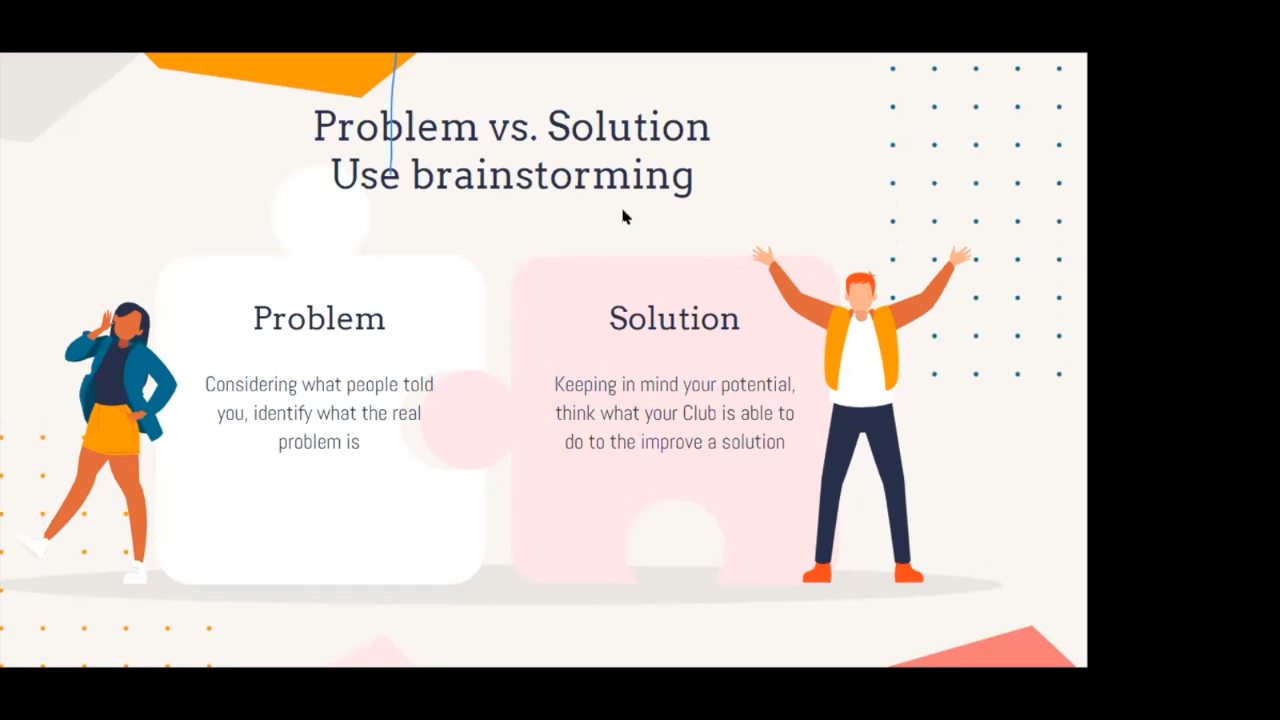 Problem vs. Solution
Use brainstorming
Problem
Considering what people told
you, identify what the real
problem is
Solution
Keeping in mind your potential,
think what your Club is able to
do to the improve a solution